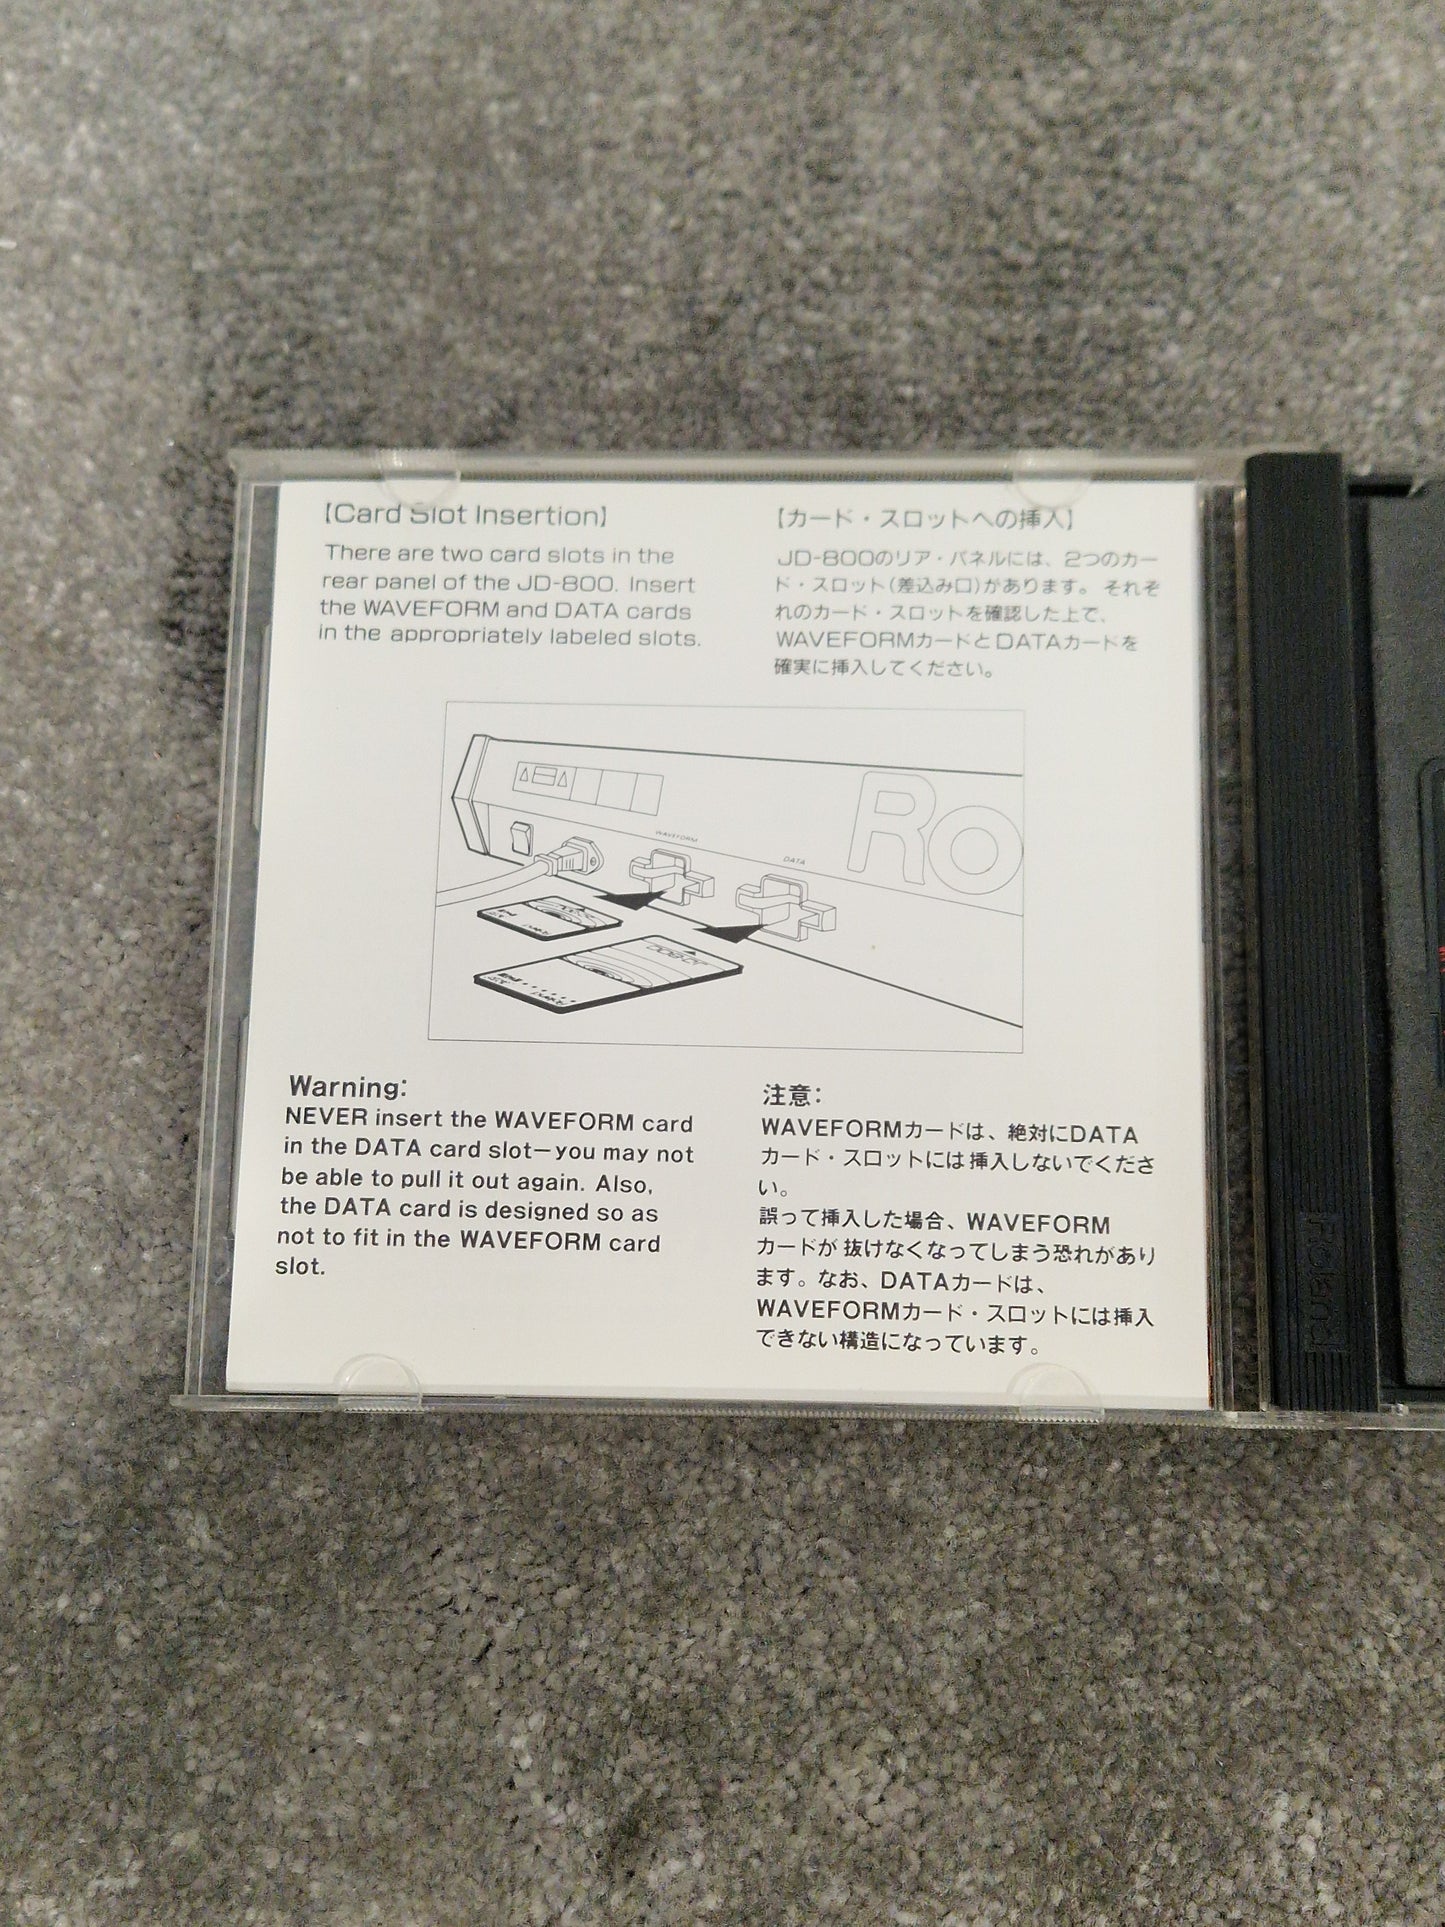 【Card Slot Insertion】
There are two card slots in the
rear panel of the JD-800. Insert
the WAVEFORM and DATA cards
in the appropriately labeled slots.
【カード・スロットへの挿入】
JD-800のリア・パネルには、2つのカー
ド・スロット(差込み口)があります。それぞ
れのカード・スロットを確認した上で、
WAVEFORMカードとDATAカードを
確実に挿入してください。
WAVEFORM
DATA
Ro
JD-800
Warning:
NEVER insert the WAVEFORM card
in the DATA card slot—you may not
be able to pull it out again. Also,
the DATA card is designed so as
not to fit in the WAVEFORM card
slot.
注意:
WAVEFORMカードは、絶対にDATA
カード・スロットには挿入しないでくださ
い。
誤って挿入した場合、WAVEFORM
カードが抜けなくなってしまう恐れがあり
ます。なお、DATAカードは、
WAVEFORMカード・スロットには挿入
できない構造になっています。
Roland